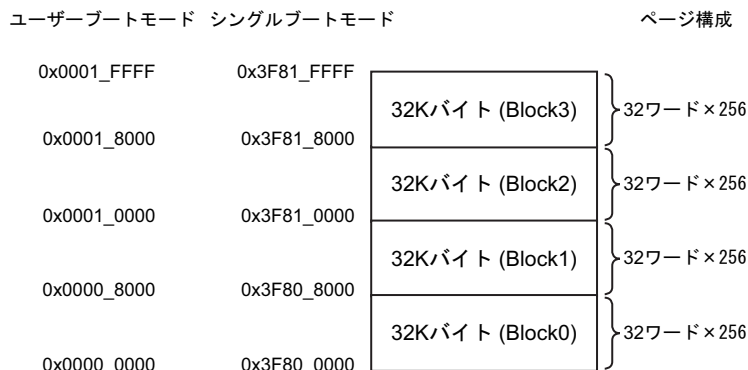 ユーザーブートモード シングルブートモード ページ構成
0x0001_FFFF 0x3F81_FFFF
32Kバイト (Block3) 32ワード×256
0x0001_8000 0x3F81_8000
32Kバイト (Block2) 32ワード×256
0x0001_0000 0x3F81_0000
32Kバイト (Block1) 32ワード×256
0x0000_8000 0x3F80_8000
32Kバイト (Block0) 32ワード×256
0x0000_0000 0x3F80_0000